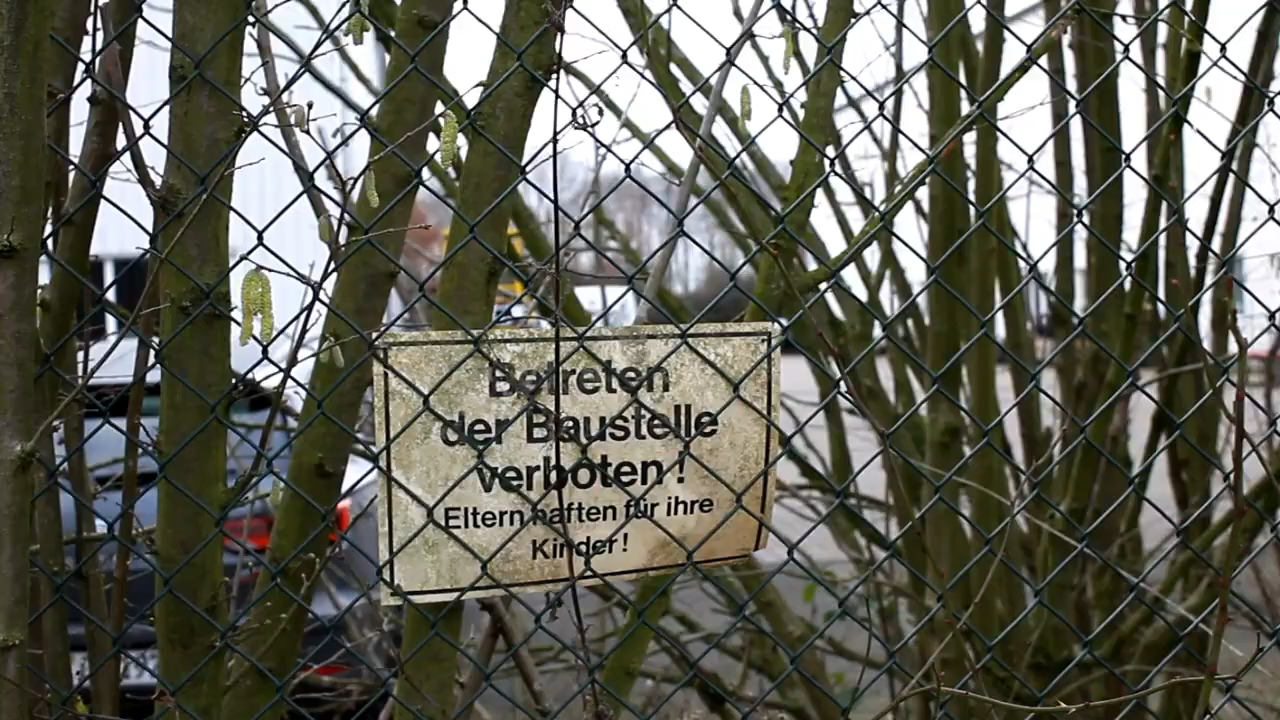 Betreten
der Baustelle
verboten!
Eltern haften für ihre
Kinder!